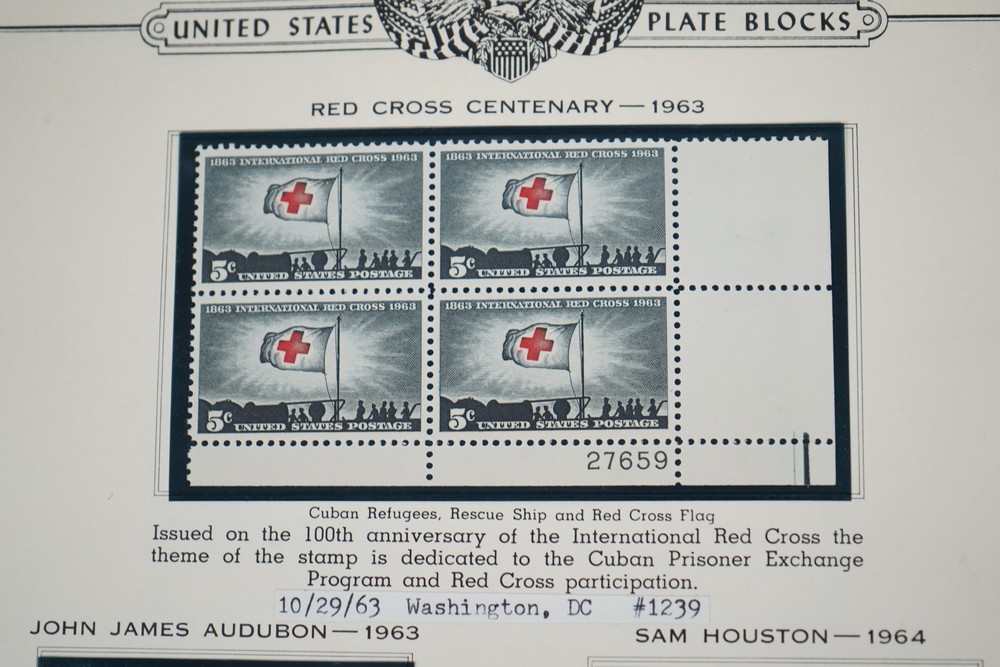 UNITED STATES PLATE BLOCKS
RED CROSS CENTENARY — 1963
1863 INTERNATIONAL RED CROSS 1963
5c UNITED STATES POSTAGE
1863 INTERNATIONAL RED CROSS 1963
5c UNITED STATES POSTAGE
1863 INTERNATIONAL RED CROSS 1963
5c UNITED STATES POSTAGE
1863 INTERNATIONAL RED CROSS 1963
5c UNITED STATES POSTAGE
27659
Cuban Refugees, Rescue Ship and Red Cross Flag
Issued on the 100th anniversary of the International Red Cross the
theme of the stamp is dedicated to the Cuban Prisoner Exchange
Program and Red Cross participation.
10/29/63 Washington, DC #1239
JOHN JAMES AUDUBON — 1963
SAM HOUSTON — 1964